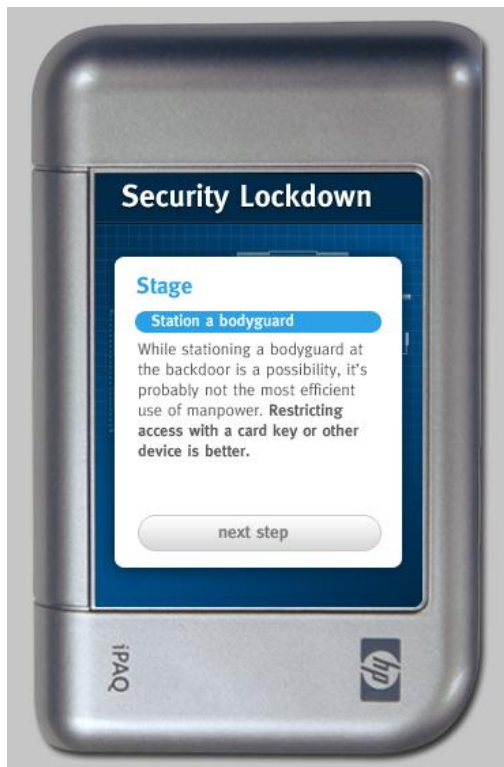 Security Lockdown
Stage
Station a bodyguard
While stationing a bodyguard at
the backdoor is a possibility, it's
probably not the most efficient
use of manpower. Restricting
access with a card key or other
device is better.
next step
iPAQ
hp